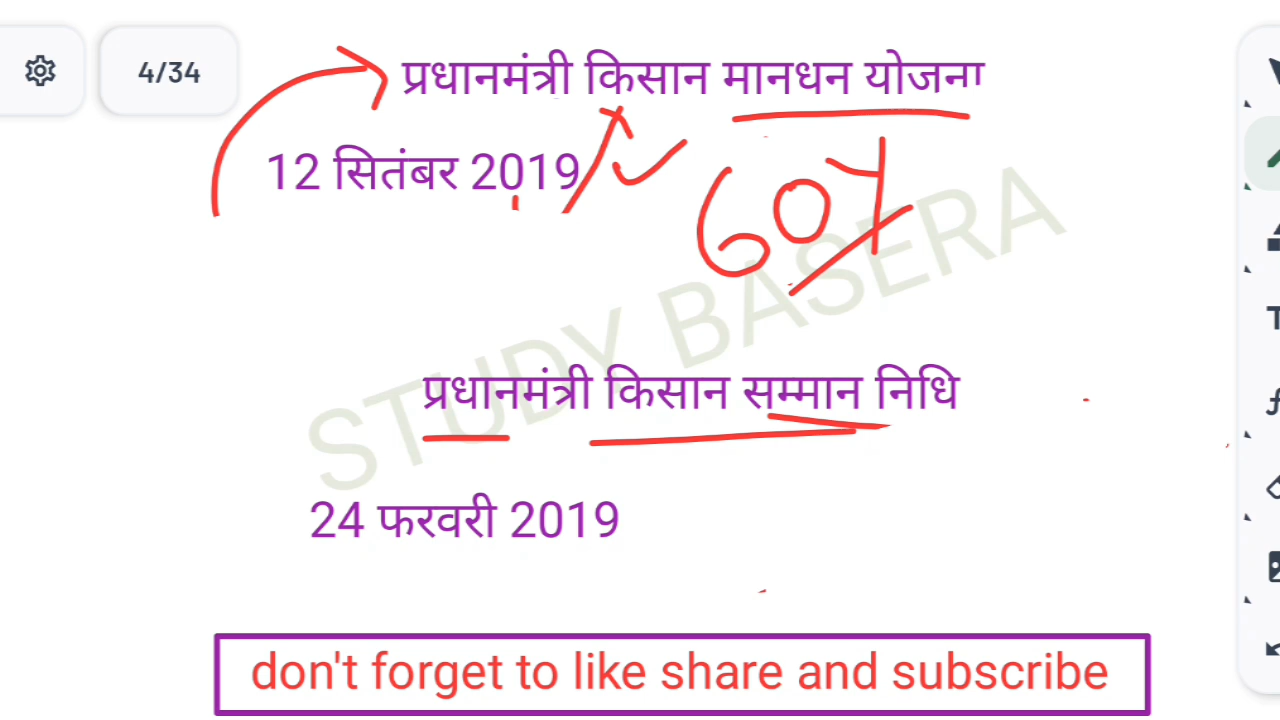 4/34
प्रधानमंत्री किसान मानधन योजना
12 सितंबर 2019
60Y
STUDY BASERA
प्रधानमंत्री किसान सम्मान निधि
24 फरवरी 2019
don't forget to like share and subscribe